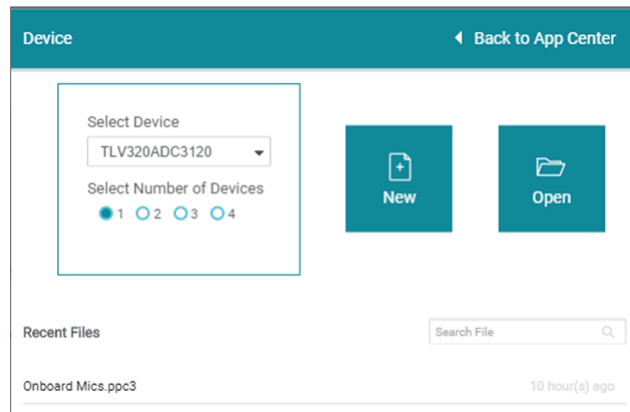 Device
Back to App Center
Select Device
TLV320ADC3120
Select Number of Devices
1 2 3 4
New
Open
Recent Files
Search File
Onboard Mics.ppc3
10 hour(s) ago